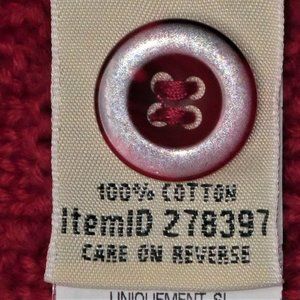 100% COTTON
ItemID 278397
CARE ON REVERSE
UNIQUEMENT SI